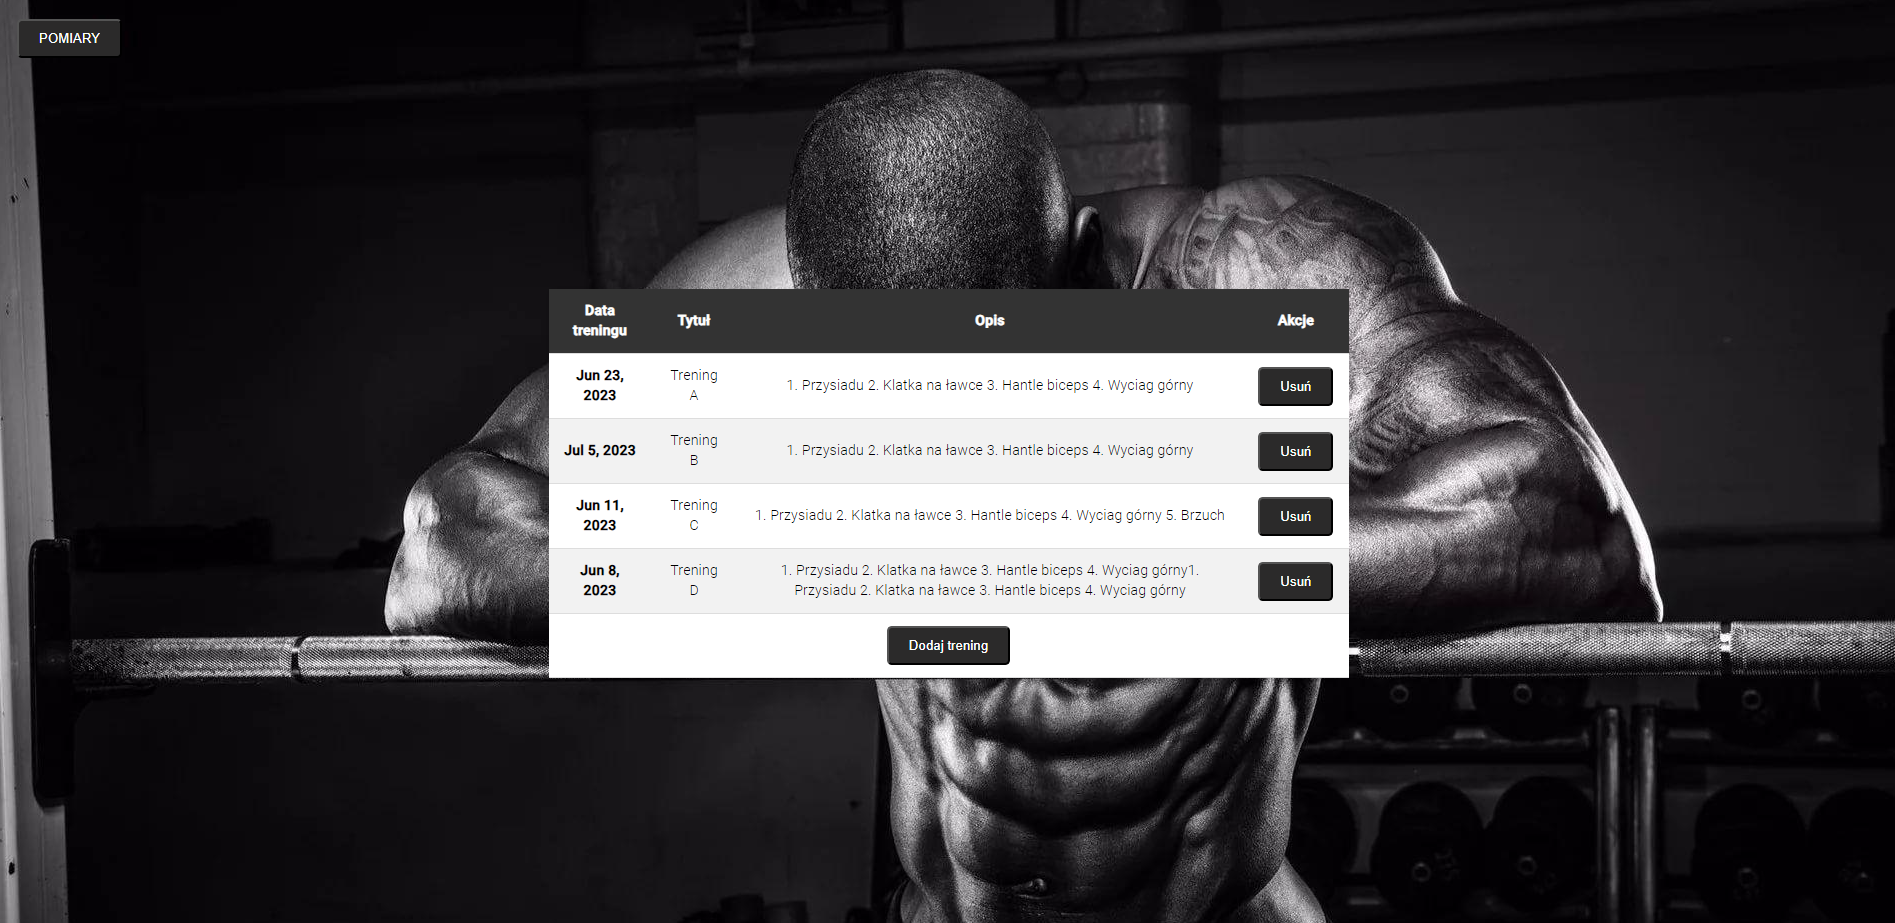 POMIARY
Data
treningu
Tytuł
Opis
Akcje
Jun 23,
2023
Trening
A
1. Przysiadu 2. Klatka na ławce 3. Hantle biceps 4. Wyciag górny
Usuń
Jul 5, 2023
Trening
B
1. Przysiadu 2. Klatka na ławce 3. Hantle biceps 4. Wyciag górny
Usuń
Jun 11,
2023
Trening
C
1. Przysiadu 2. Klatka na ławce 3. Hantle biceps 4. Wyciag górny 5. Brzuch
Usuń
Jun 8,
2023
Trening
D
1. Przysiadu 2. Klatka na ławce 3. Hantle biceps 4. Wyciag górny1.
Przysiadu 2. Klatka na ławce 3. Hantle biceps 4. Wyciag górny
Usuń
Dodaj trening